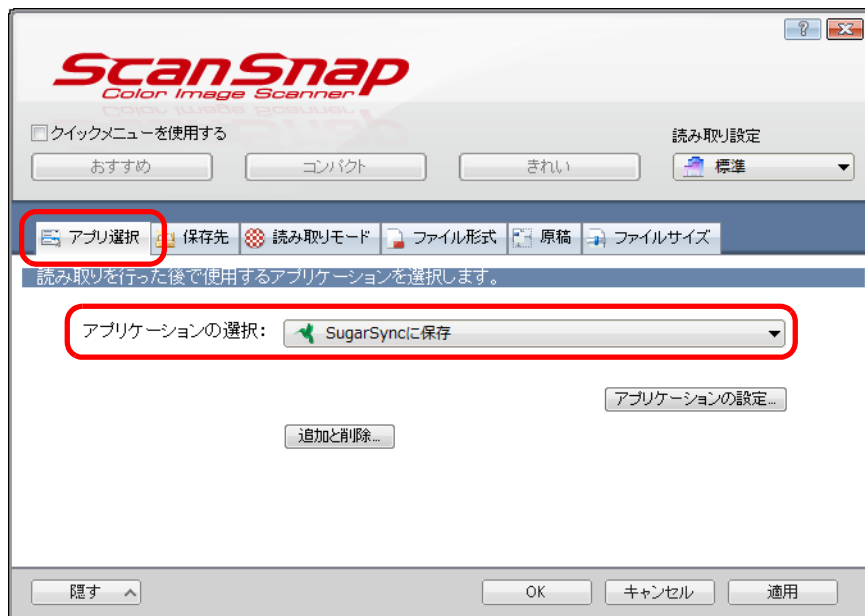 ScanSnap
Color Image Scanner
クイックメニューを使用する
読み取り設定
おすすめ
コンパクト
きれい
標準
アプリ選択
保存先
読み取りモード
ファイル形式
原稿
ファイルサイズ
読み取りを行った後で使用するアプリケーションを選択します。
アプリケーションの選択:
SugarSyncに保存
アプリケーションの設定...
追加と削除...
隠す
OK
キャンセル
適用